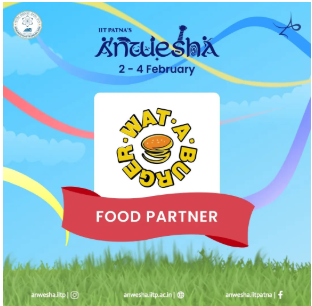 IIT PATNA'S
anwesha
2 - 4 February
WAT·A·BURGER
FOOD PARTNER
anwesha.iitp |
anwesha.iitp.ac.in |
anwesha.iitpatna |